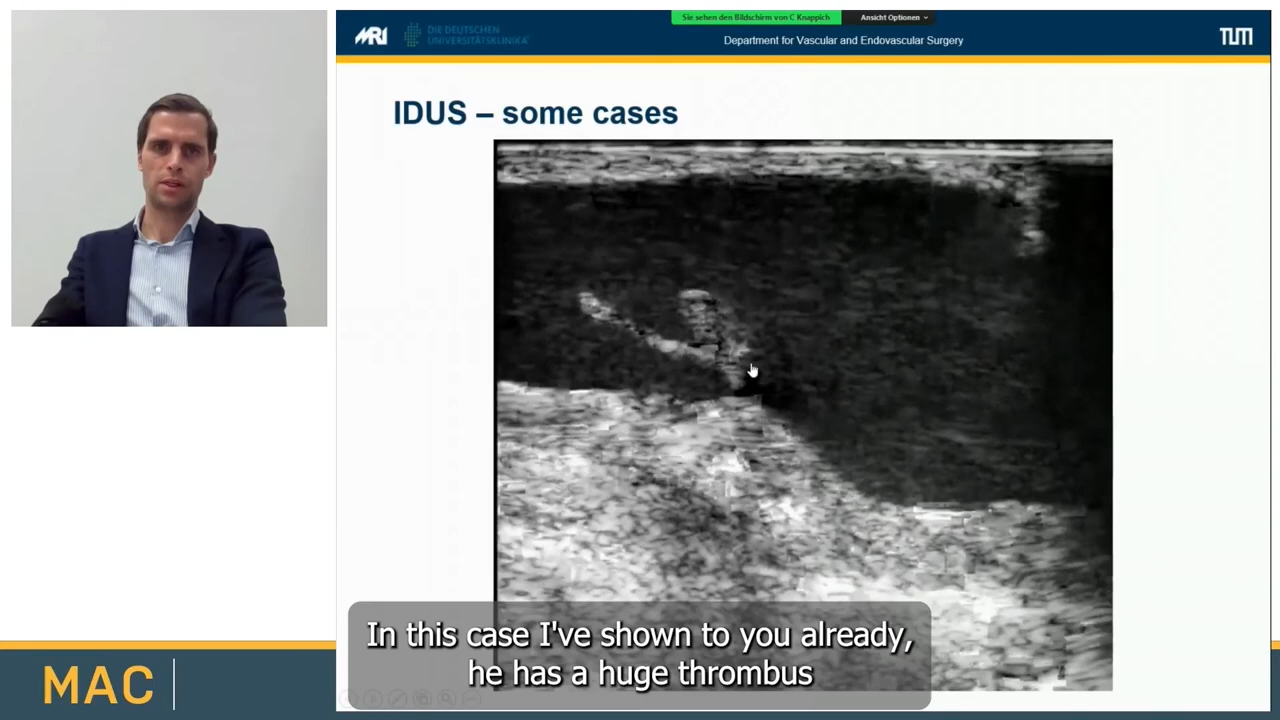 Sie sehen den Bildschirm von C Knappich
Ansicht Optionen
MRI
DIE DEUTSCHEN
UNIVERSITÄTSKLINIKA
Department for Vascular and Endovascular Surgery
TUM
IDUS – some cases
In this case I've shown to you already,
he has a huge thrombus
MAC